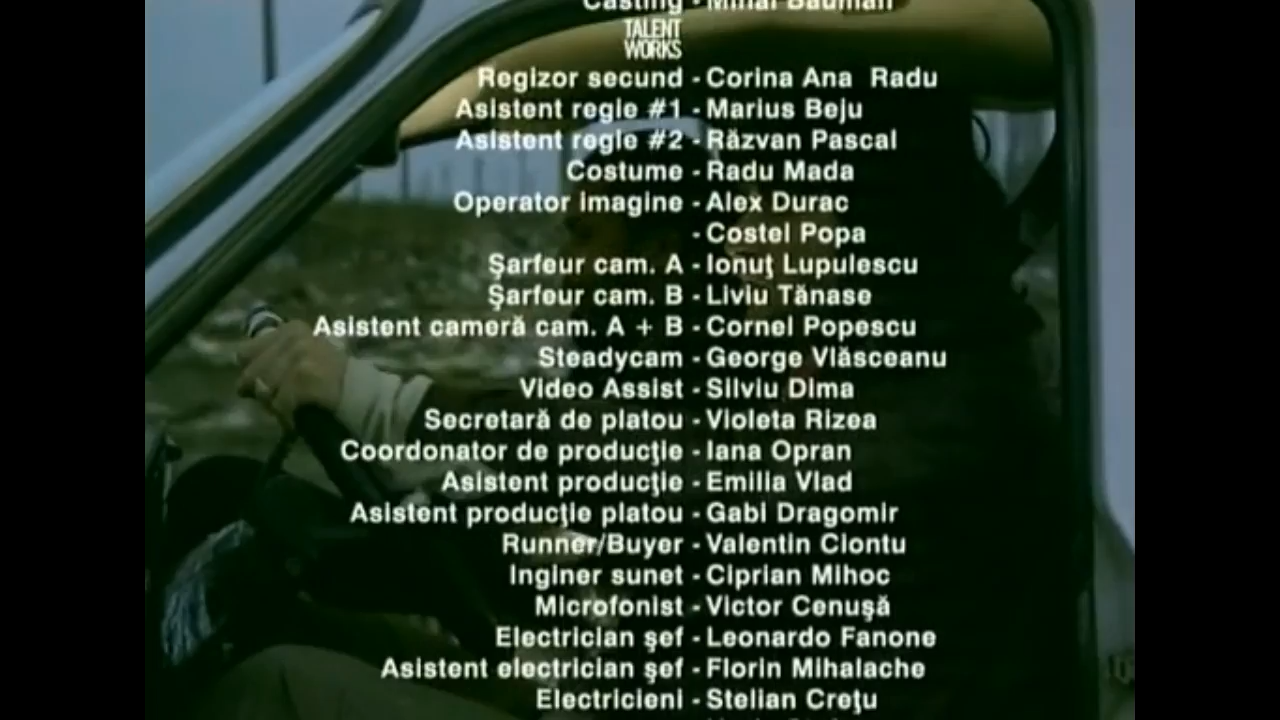 Casting - Mihai Bauman
TALENT
WORKS
Regizor secund - Corina Ana Radu
Asistent regie #1 - Marius Beju
Asistent regie #2 - Răzvan Pascal
Costume - Radu Mada
Operator imagine - Alex Durac
- Costel Popa
Şarfeur cam. A - Ionuţ Lupulescu
Şarfeur cam. B - Liviu Tănase
Asistent cameră cam. A + B - Cornel Popescu
Steadycam - George Vlăsceanu
Video Assist - Silviu Dima
Secretară de platou - Violeta Rizea
Coordonator de producţie - Iana Opran
Asistent producţie - Emilia Vlad
Asistent producţie platou - Gabi Dragomir
Runner/Buyer - Valentin Ciontu
Inginer sunet - Ciprian Mihoc
Microfonist - Victor Cenuşă
Electrician şef - Leonardo Fanone
Asistent electrician şef - Florin Mihalache
Electricieni - Stelian Creţu